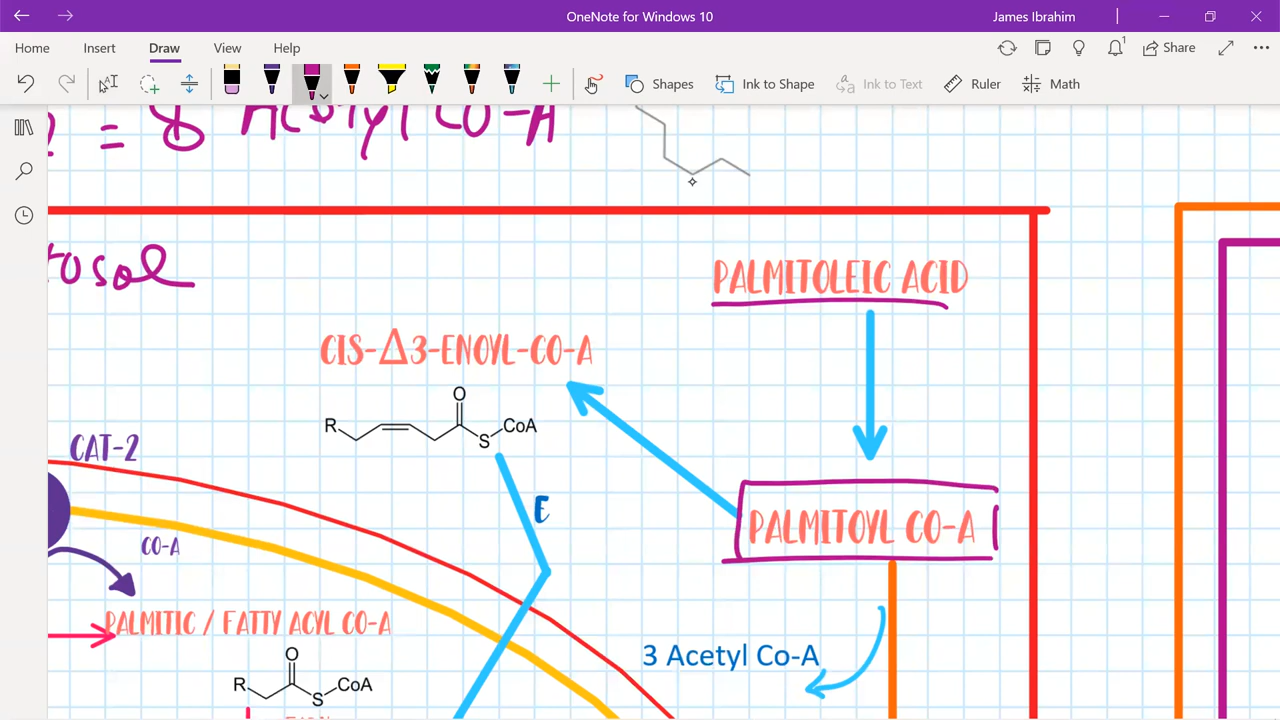 OneNote for Windows 10
James Ibrahim
Home Insert Draw View Help
1
Share
Shapes Ink to Shape Ink to Text Ruler Math
= 8 Acetyl CO-A
tosol
PALMITOLEIC ACID
CIS-Δ3-ENOYL-CO-A
O
R CoA
S
CAT-2
E
PALMITOYL CO-A
CO-A
PALMITIC / FATTY ACYL CO-A
3 Acetyl Co-A
O
R CoA
S